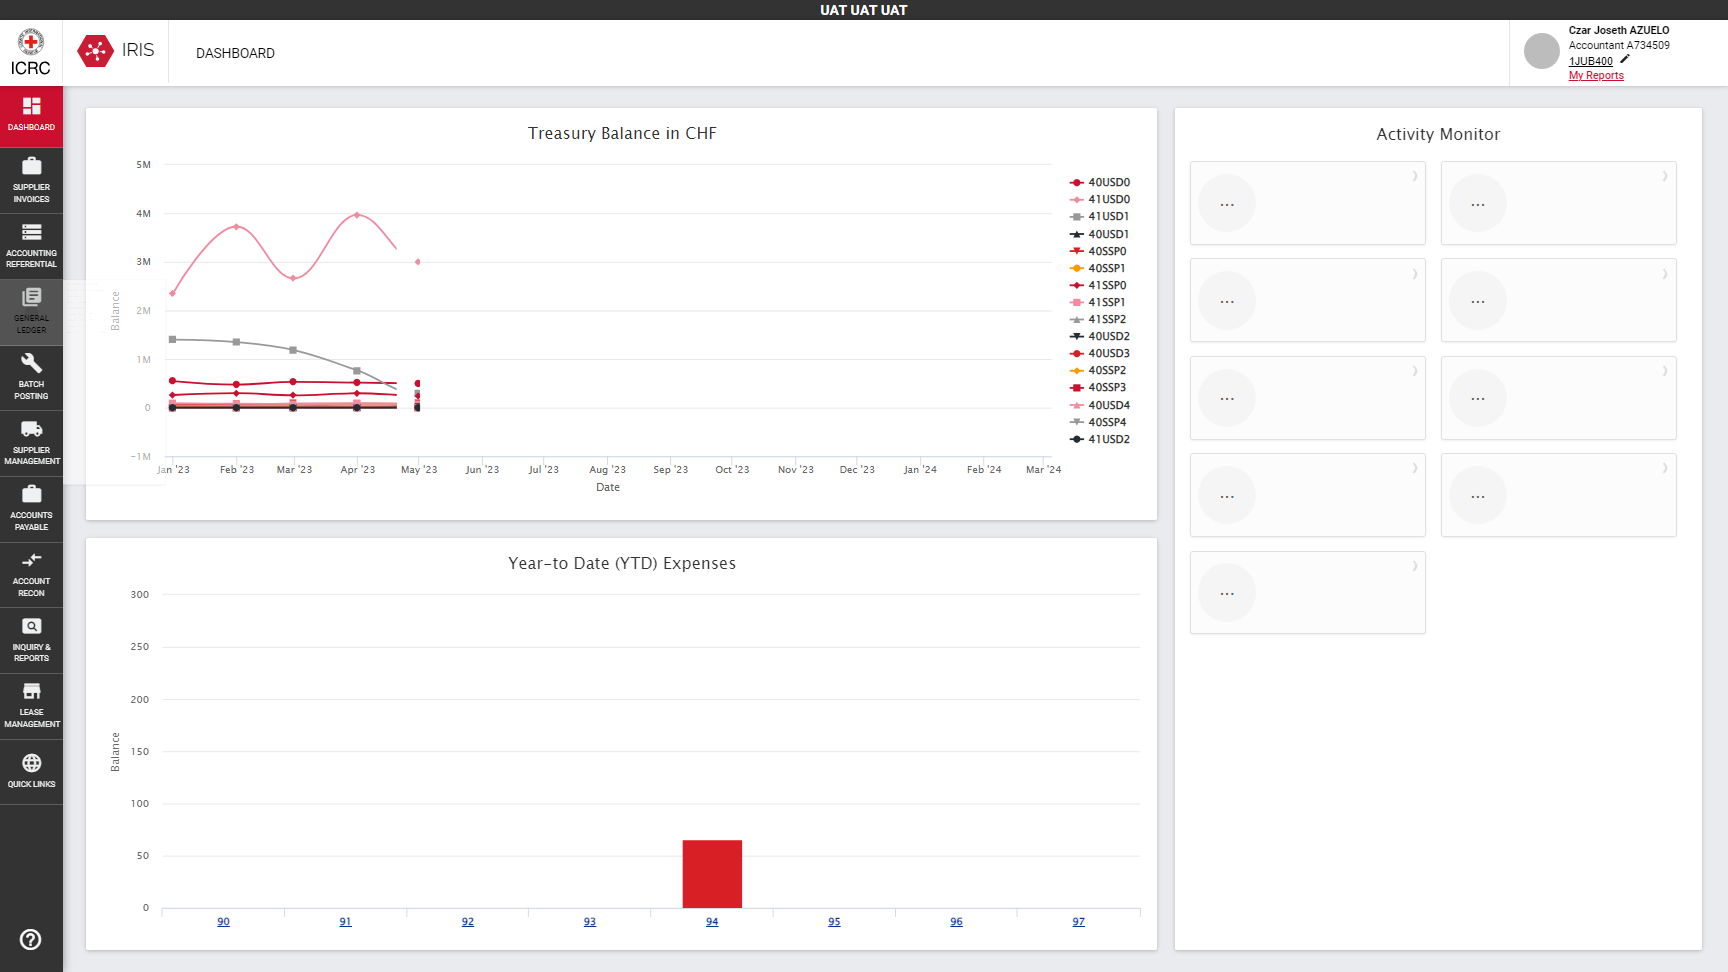 UAT UAT UAT
ICRC
IRIS
DASHBOARD
Czar Joseth AZUELO
Accountant A734509
1JUB400
My Reports
DASHBOARD
SUPPLIER
INVOICES
ACCOUNTING
REFERENTIAL
GENERAL
LEDGER
BATCH
POSTING
SUPPLIER
MANAGEMENT
ACCOUNTS
PAYABLE
ACCOUNT
RECON
INQUIRY &
REPORTS
LEASE
MANAGEMENT
QUICK LINKS
Treasury Balance in CHF
5M
4M
3M
2M
1M
0
−1M
Balance
Jan '23
Feb '23
Mar '23
Apr '23
May '23
Jun '23
Jul '23
Aug '23
Sep '23
Oct '23
Nov '23
Dec '23
Jan '24
Feb '24
Mar '24
Date
40USD0
41USD0
41USD1
40USD1
40SSP0
40SSP1
41SSP0
41SSP1
41SSP2
40USD2
40USD3
40SSP2
40SSP3
40USD4
40SSP4
41USD2
Year-to Date (YTD) Expenses
300
250
200
150
100
50
0
Balance
90
91
92
93
94
95
96
97
Activity Monitor
...
...
...
...
...
...
...
...
...